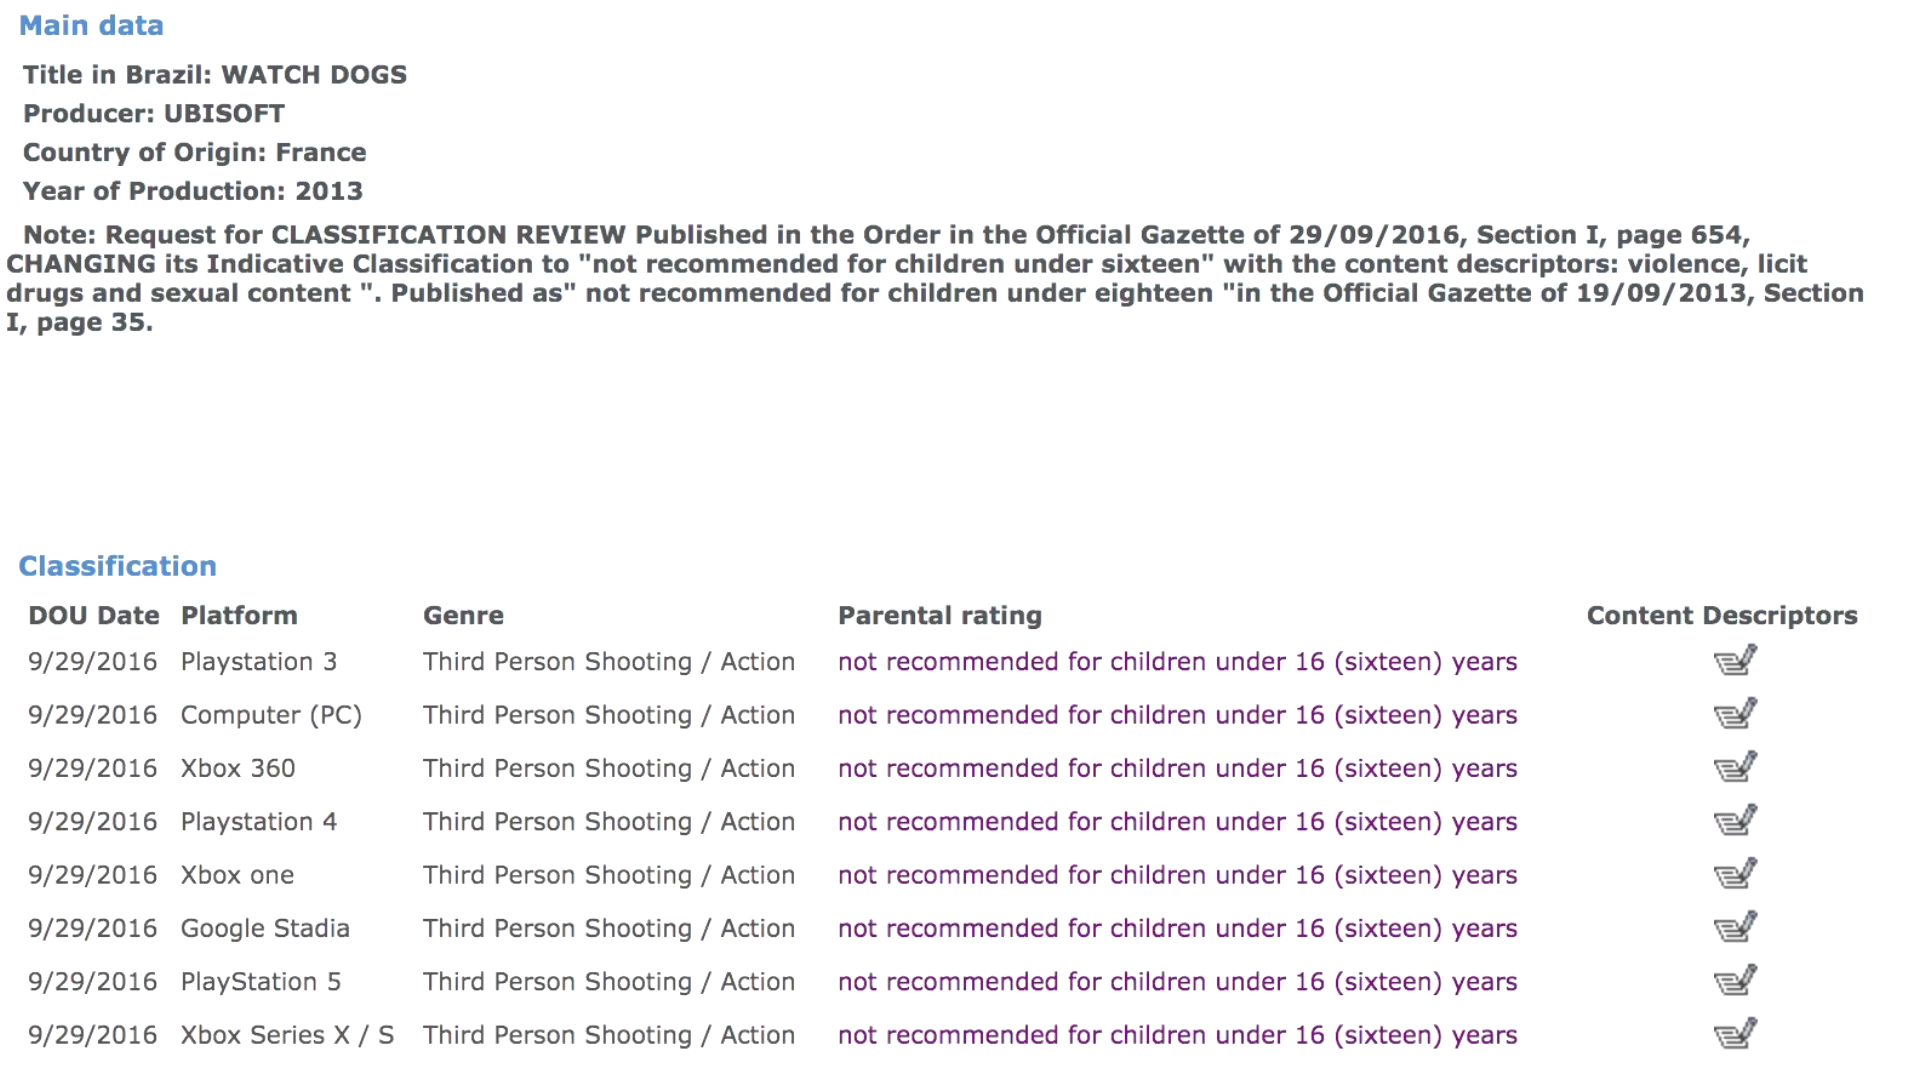 Main data
Title in Brazil: WATCH DOGS
Producer: UBISOFT
Country of Origin: France
Year of Production: 2013
Note: Request for CLASSIFICATION REVIEW Published in the Order in the Official Gazette of 29/09/2016, Section I, page 654,
CHANGING its Indicative Classification to "not recommended for children under sixteen" with the content descriptors: violence, licit
drugs and sexual content ". Published as" not recommended for children under eighteen "in the Official Gazette of 19/09/2013, Section
I, page 35.
Classification
DOU Date Platform Genre Parental rating Content Descriptors
9/29/2016 Playstation 3 Third Person Shooting / Action not recommended for children under 16 (sixteen) years
9/29/2016 Computer (PC) Third Person Shooting / Action not recommended for children under 16 (sixteen) years
9/29/2016 Xbox 360 Third Person Shooting / Action not recommended for children under 16 (sixteen) years
9/29/2016 Playstation 4 Third Person Shooting / Action not recommended for children under 16 (sixteen) years
9/29/2016 Xbox one Third Person Shooting / Action not recommended for children under 16 (sixteen) years
9/29/2016 Google Stadia Third Person Shooting / Action not recommended for children under 16 (sixteen) years
9/29/2016 PlayStation 5 Third Person Shooting / Action not recommended for children under 16 (sixteen) years
9/29/2016 Xbox Series X / S Third Person Shooting / Action not recommended for children under 16 (sixteen) years